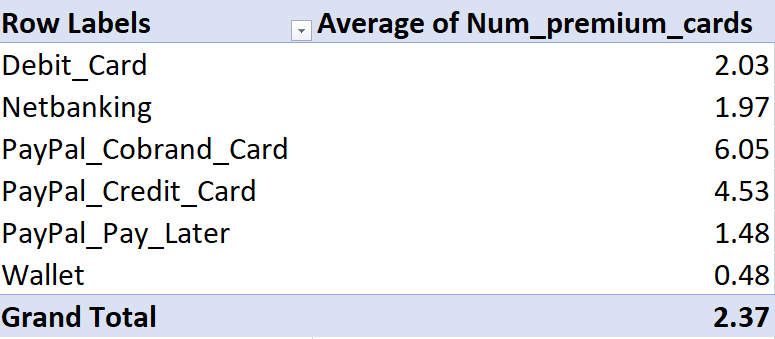 Row Labels Average of Num_premium_cards
Debit_Card 2.03
Netbanking 1.97
PayPal_Cobrand_Card 6.05
PayPal_Credit_Card 4.53
PayPal_Pay_Later 1.48
Wallet 0.48
Grand Total 2.37